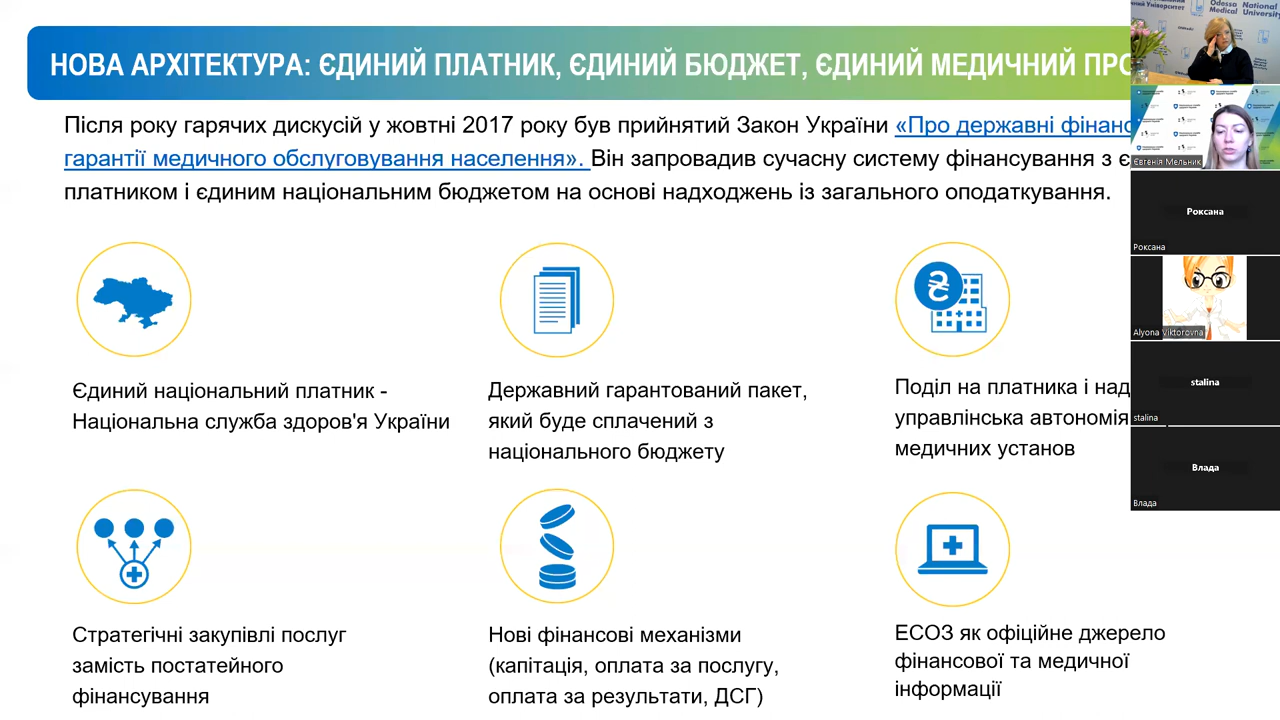 НОВА АРХІТЕКТУРА: ЄДИНИЙ ПЛАТНИК, ЄДИНИЙ БЮДЖЕТ, ЄДИНИЙ МЕДИЧНИЙ ПРО
Після року гарячих дискусій у жовтні 2017 року був прийнятий Закон України «Про державні фінанс
гарантії медичного обслуговування населення». Він запровадив сучасну систему фінансування з є
платником і єдиним національним бюджетом на основі надходжень із загального оподаткування.
Єдиний національний платник -
Національна служба здоров'я України
Державний гарантований пакет,
який буде сплачений з
національного бюджету
Поділ на платника і над
управлінська автономія
медичних установ
Стратегічні закупівлі послуг
замість постатейного
фінансування
Нові фінансові механізми
(капітація, оплата за послугу,
оплата за результати, ДСГ)
ЕСОЗ як офіційне джерело
фінансової та медичної
інформації
Odessa National
Medical University
Євгенія Мельник
Роксана
Роксана
Alyona Viktorovna
stalina
stalina
Влада
Влада